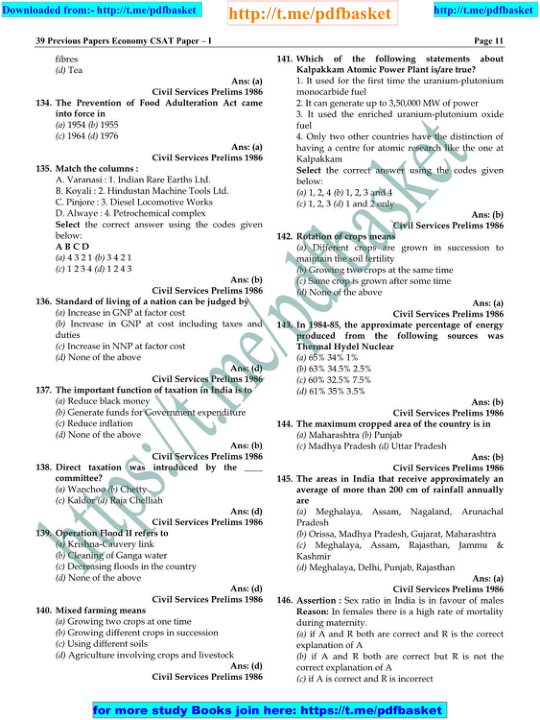 Downloaded from:- http://t.me/pdfbasket
http://t.me/pdfbasket
http://t.me/pdfbasket
39 Previous Papers Economy CSAT Paper – I
Page 11
fibres
(d) Tea
Ans: (a)
Civil Services Prelims 1986
134. The Prevention of Food Adulteration Act came
into force in
(a) 1954 (b) 1955
(c) 1964 (d) 1976
Ans: (a)
Civil Services Prelims 1986
135. Match the columns :
A. Varanasi : 1. Indian Rare Earths Ltd.
B. Koyali : 2. Hindustan Machine Tools Ltd.
C. Pinjore : 3. Diesel Locomotive Works
D. Alwaye : 4. Petrochemical complex
Select the correct answer using the codes given
below:
A B C D
(a) 4 3 2 1 (b) 3 4 2 1
(c) 1 2 3 4 (d) 1 2 4 3
Ans: (b)
Civil Services Prelims 1986
136. Standard of living of a nation can be judged by
(a) Increase in GNP at factor cost
(b) Increase in GNP at cost including taxes and
duties
(c) Increase in NNP at factor cost
(d) None of the above
Ans: (d)
Civil Services Prelims 1986
137. The important function of taxation in India is to
(a) Reduce black money
(b) Generate funds for Government expenditure
(c) Reduce inflation
(d) None of the above
Ans: (b)
Civil Services Prelims 1986
138. Direct taxation was introduced by the ____
committee?
(a) Wanchoo (b) Chetty
(c) Kaldor (d) Raja Chelliah
Ans: (d)
Civil Services Prelims 1986
139. Operation Flood II refers to
(a) Krishna-Cauvery link
(b) Cleaning of Ganga water
(c) Decreasing floods in the country
(d) None of the above
Ans: (d)
Civil Services Prelims 1986
140. Mixed farming means
(a) Growing two crops at one time
(b) Growing different crops in succession
(c) Using different soils
(d) Agriculture involving crops and livestock
Ans: (d)
Civil Services Prelims 1986
141. Which of the following statements about
Kalpakkam Atomic Power Plant is/are true?
1. It used for the first time the uranium-plutonium
monocarbide fuel
2. It can generate up to 3,50,000 MW of power
3. It used the enriched uranium-plutonium oxide
fuel
4. Only two other countries have the distinction of
having a centre for atomic research like the one at
Kalpakkam
Select the correct answer using the codes given
below:
(a) 1, 2, 4 (b) 1, 2, 3 and 4
(c) 1, 2, 3 (d) 1 and 2 only
Ans: (b)
Civil Services Prelims 1986
142. Rotation of crops means
(a) Different crops are grown in succession to
maintain the soil fertility
(b) Growing two crops at the same time
(c) Same crop is grown after some time
(d) None of the above
Ans: (a)
Civil Services Prelims 1986
143. In 1984-85, the approximate percentage of energy
produced from the following sources was
Thermal Hydel Nuclear
(a) 65% 34% 1%
(b) 63% 34.5% 2.5%
(c) 60% 32.5% 7.5%
(d) 61% 35% 3.5%
Ans: (b)
Civil Services Prelims 1986
144. The maximum cropped area of the country is in
(a) Maharashtra (b) Punjab
(c) Madhya Pradesh (d) Uttar Pradesh
Ans: (b)
Civil Services Prelims 1986
145. The areas in India that receive approximately an
average of more than 200 cm of rainfall annually
are
(a) Meghalaya, Assam, Nagaland, Arunachal
Pradesh
(b) Orissa, Madhya Pradesh, Gujarat, Maharashtra
(c) Meghalaya, Assam, Rajasthan, Jammu &
Kashmir
(d) Meghalaya, Delhi, Punjab, Rajasthan
Ans: (a)
Civil Services Prelims 1986
146. Assertion : Sex ratio in India is in favour of males
Reason: In females there is a high rate of mortality
during maternity.
(a) if A and R both are correct and R is the correct
explanation of A
(b) if A and R both are correct but R is not the
correct explanation of A
(c) if A is correct and R is incorrect
https://t.me/pdfbasket
for more study Books join here: https://t.me/pdfbasket